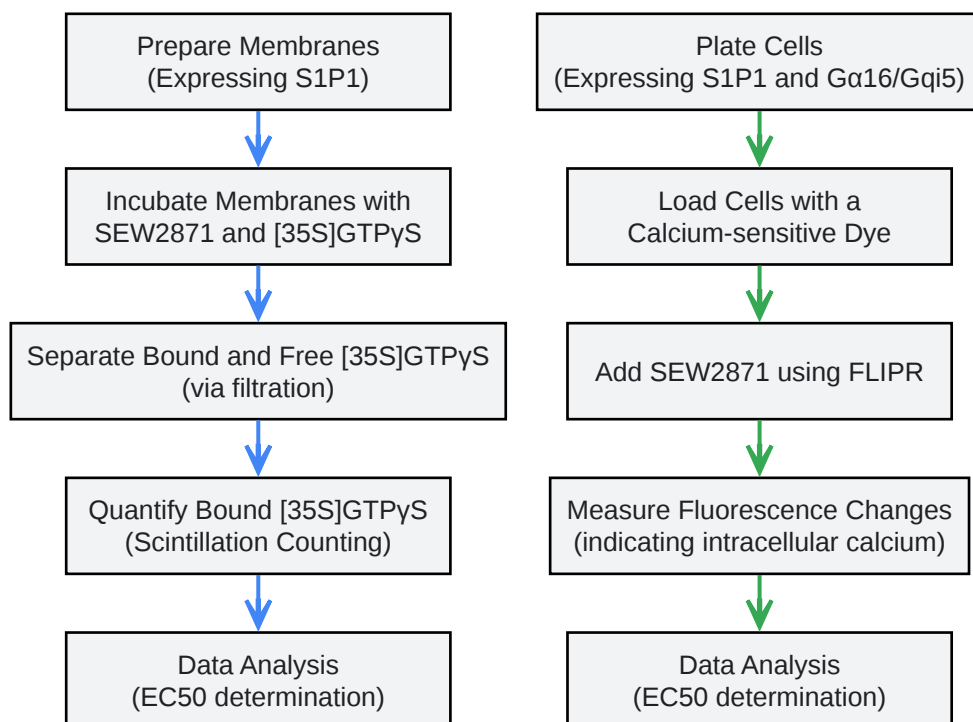 Prepare Membranes
(Expressing S1P1)
Incubate Membranes with
SEW2871 and [35S]GTPγS
Separate Bound and Free [35S]GTPγS
(via filtration)
Quantify Bound [35S]GTPγS
(Scintillation Counting)
Data Analysis
(EC50 determination)
Plate Cells
(Expressing S1P1 and Gα16/Gqi5)
Load Cells with a
Calcium-sensitive Dye
Add SEW2871 using FLIPR
Measure Fluorescence Changes
(indicating intracellular calcium)
Data Analysis
(EC50 determination)